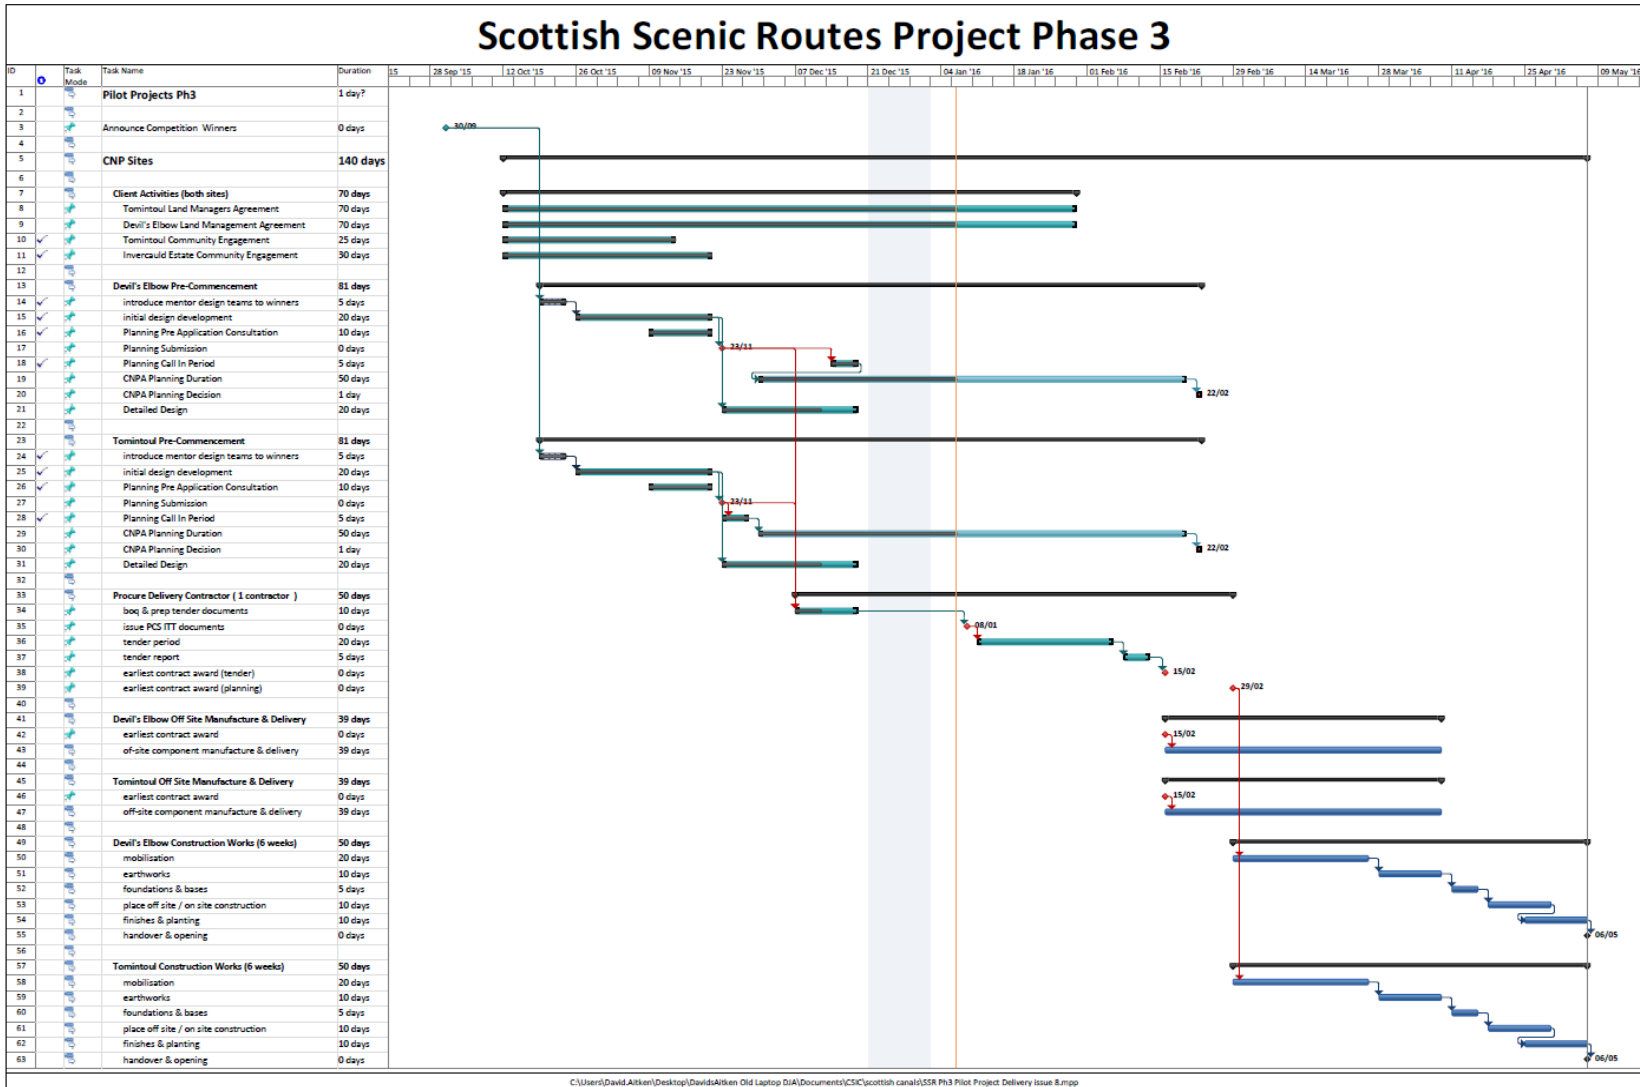 Scottish Scenic Routes Project Phase 3
ID Task Mode Task Name Duration 15 28 Sep '15 12 Oct '15 26 Oct '15 09 Nov '15 23 Nov '15 07 Dec '15 21 Dec '15 04 Jan '16 18 Jan '16 01 Feb '16 15 Feb '16 29 Feb '16 14 Mar '16 28 Mar '16 11 Apr '16 25 Apr '16 09 May '16
1 Pilot Projects Ph3 1 day?
2
3 Announce Competition Winners 0 days 30/09
4
5 CNP Sites 140 days
6
7 Client Activities (both sites) 70 days
8 Tomintoul Land Managers Agreement 70 days
9 Devil's Elbow Land Management Agreement 70 days
10 Tomintoul Community Engagement 25 days
11 Invercauld Estate Community Engagement 30 days
12
13 Devil's Elbow Pre-Commencement 81 days
14 introduce mentor design teams to winners 5 days
15 initial design development 20 days
16 Planning Pre Application Consultation 10 days
17 Planning Submission 0 days 23/11
18 Planning Call In Period 5 days
19 CNPA Planning Duration 50 days
20 CNPA Planning Decision 1 day 22/02
21 Detailed Design 20 days
22
23 Tomintoul Pre-Commencement 81 days
24 introduce mentor design teams to winners 5 days
25 initial design development 20 days
26 Planning Pre Application Consultation 10 days
27 Planning Submission 0 days 23/11
28 Planning Call In Period 5 days
29 CNPA Planning Duration 50 days
30 CNPA Planning Decision 1 day 22/02
31 Detailed Design 20 days
32
33 Procure Delivery Contractor ( 1 contractor ) 50 days
34 boq & prep tender documents 10 days
35 issue PCS ITT documents 0 days 08/01
36 tender period 20 days
37 tender report 5 days
38 earliest contract award (tender) 0 days 15/02
39 earliest contract award (planning) 0 days 29/02
40
41 Devil's Elbow Off Site Manufacture & Delivery 39 days
42 earliest contract award 0 days 15/02
43 of-site component manufacture & delivery 39 days
44
45 Tomintoul Off Site Manufacture & Delivery 39 days
46 earliest contract award 0 days 15/02
47 off-site component manufacture & delivery 39 days
48
49 Devil's Elbow Construction Works (6 weeks) 50 days
50 mobilisation 20 days
51 earthworks 10 days
52 foundations & bases 5 days
53 place off site / on site construction 10 days
54 finishes & planting 10 days
55 handover & opening 0 days 06/05
56
57 Tomintoul Construction Works (6 weeks) 50 days
58 mobilisation 20 days
59 earthworks 10 days
60 foundations & bases 5 days
61 place off site / on site construction 10 days
62 finishes & planting 10 days
63 handover & opening 0 days 06/05
C:\Users\David.Aitken\Desktop\DavidsAitken Old Laptop DJA\Documents\CSIC\scottish canals\SSR Ph3 Pilot Project Delivery issue 8.mpp